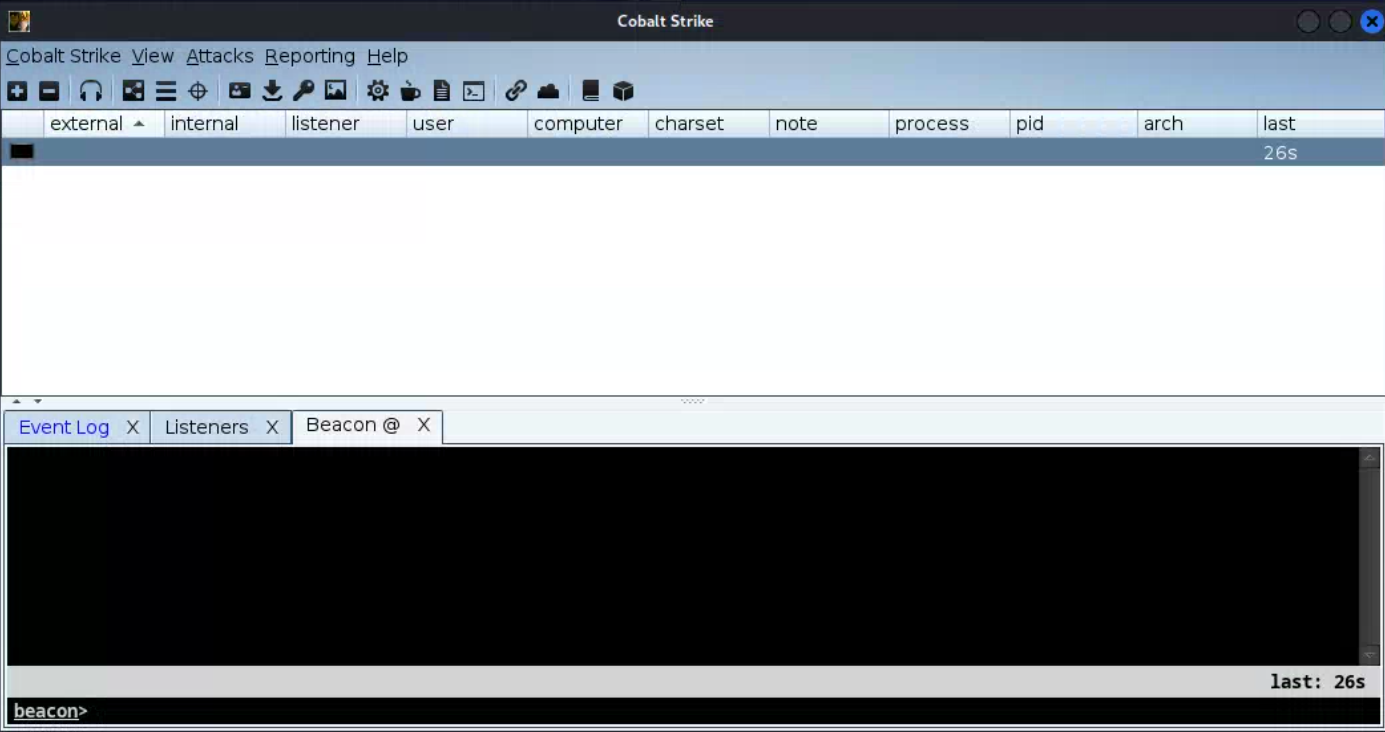 Cobalt Strike
Cobalt Strike View Attacks Reporting Help
external internal listener user computer charset note process pid arch last
26s
Event Log X Listeners X Beacon @ X
last: 26s
beacon>